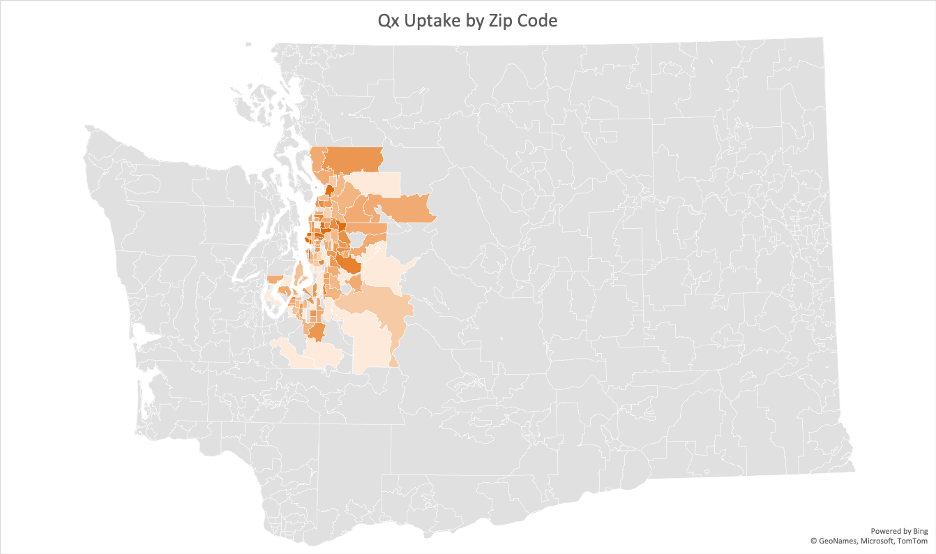 Qx Uptake by Zip Code
Powered by Bing
© GeoNames, Microsoft, TomTom